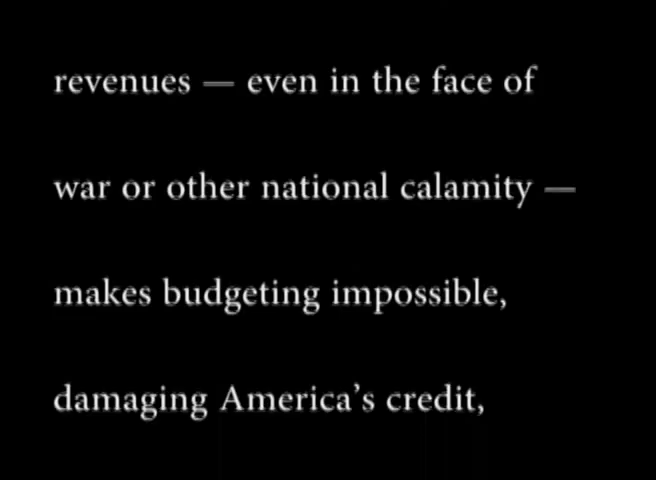 revenues — even in the face of
war or other national calamity —
makes budgeting impossible,
damaging America’s credit,